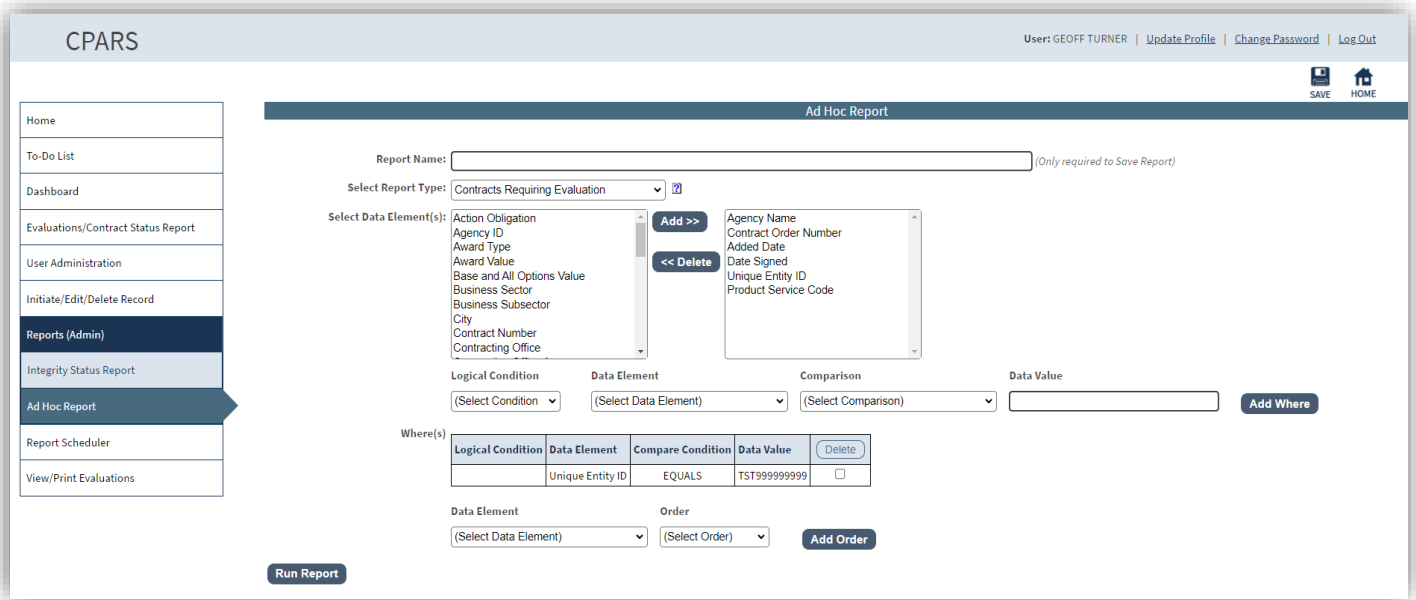 CPARS
User: GEOFF TURNER | Update Profile | Change Password | Log Out
SAVE HOME
Home
To-Do List
Dashboard
Evaluations/Contract Status Report
User Administration
Initiate/Edit/Delete Record
Reports (Admin)
Integrity Status Report
Ad Hoc Report
Report Scheduler
View/Print Evaluations
Ad Hoc Report
Report Name: (Only required to Save Report)
Select Report Type: Contracts Requiring Evaluation ?
Select Data Element(s):
Action Obligation
Agency ID
Award Type
Award Value
Base and All Options Value
Business Sector
Business Subsector
City
Contract Number
Contracting Office
Add >>
<< Delete
Agency Name
Contract Order Number
Added Date
Date Signed
Unique Entity ID
Product Service Code
Logical Condition Data Element Comparison Data Value
(Select Condition (Select Data Element) (Select Comparison) Add Where
Where(s)
Logical Condition Data Element Compare Condition Data Value Delete
Unique Entity ID EQUALS TST999999999
Data Element Order
(Select Data Element) (Select Order) Add Order
Run Report